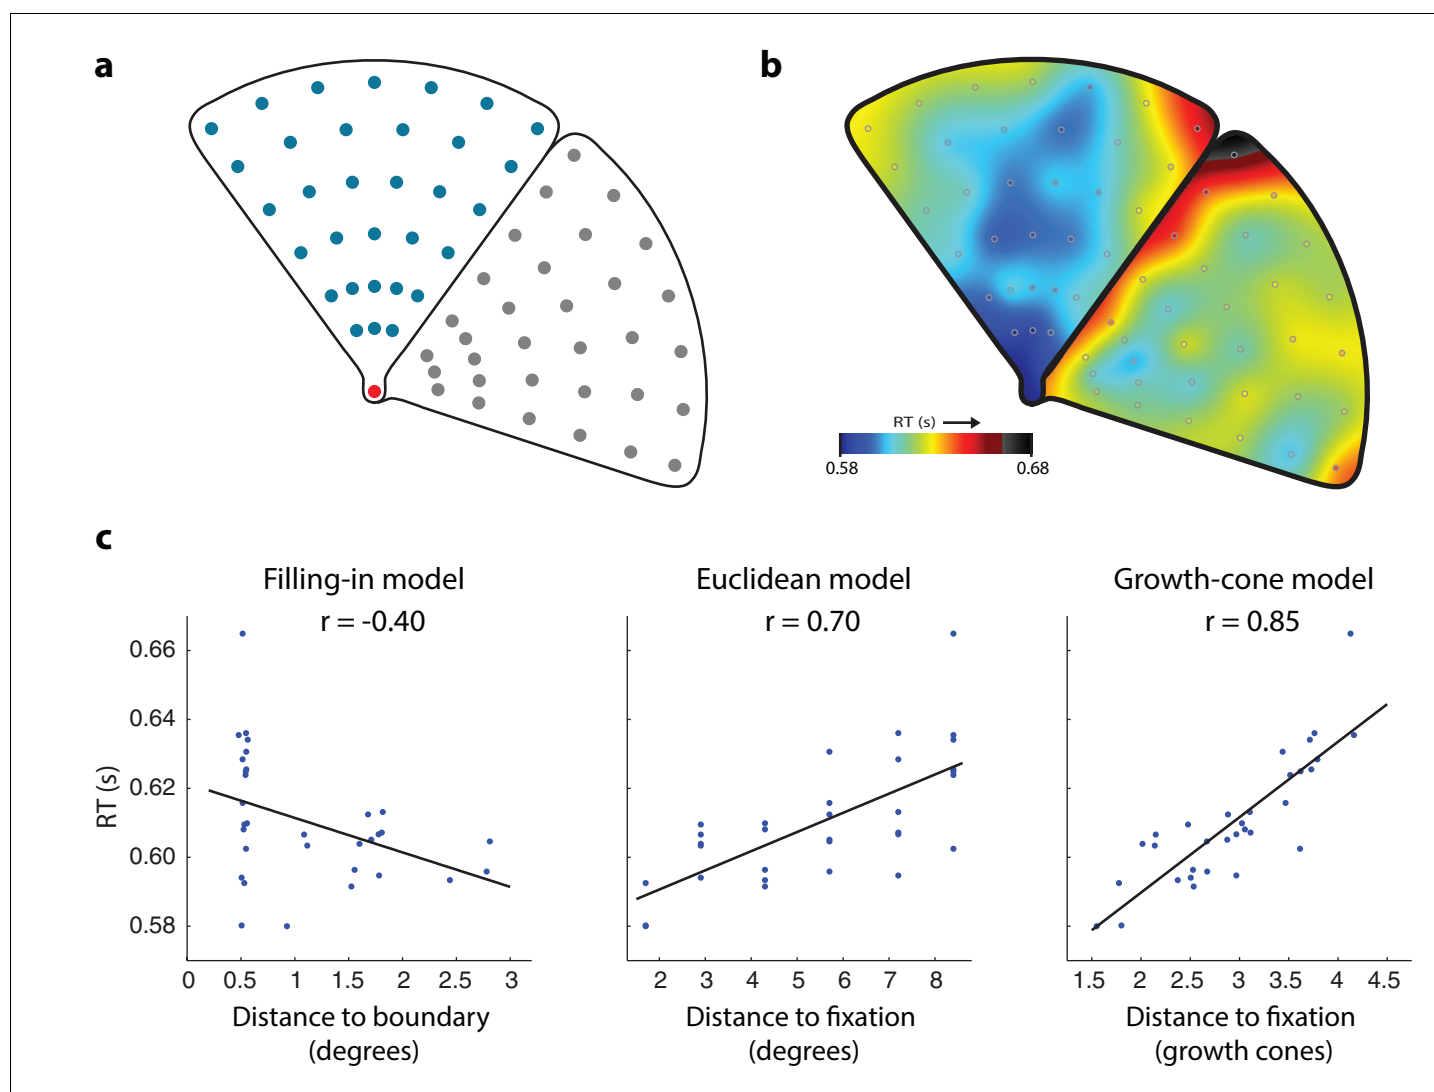 a
b
RT (s)
0.58
0.68
c
Filling-in model
r = -0.40
Euclidean model
r = 0.70
Growth-cone model
r = 0.85
RT (s)
0.66
0.64
0.62
0.60
0.58
0 0.5 1 1.5 2 2.5 3
2 3 4 5 6 7 8
1.5 2 2.5 3 3.5 4 4.5
Distance to boundary
(degrees)
Distance to fixation
(degrees)
Distance to fixation
(growth cones)